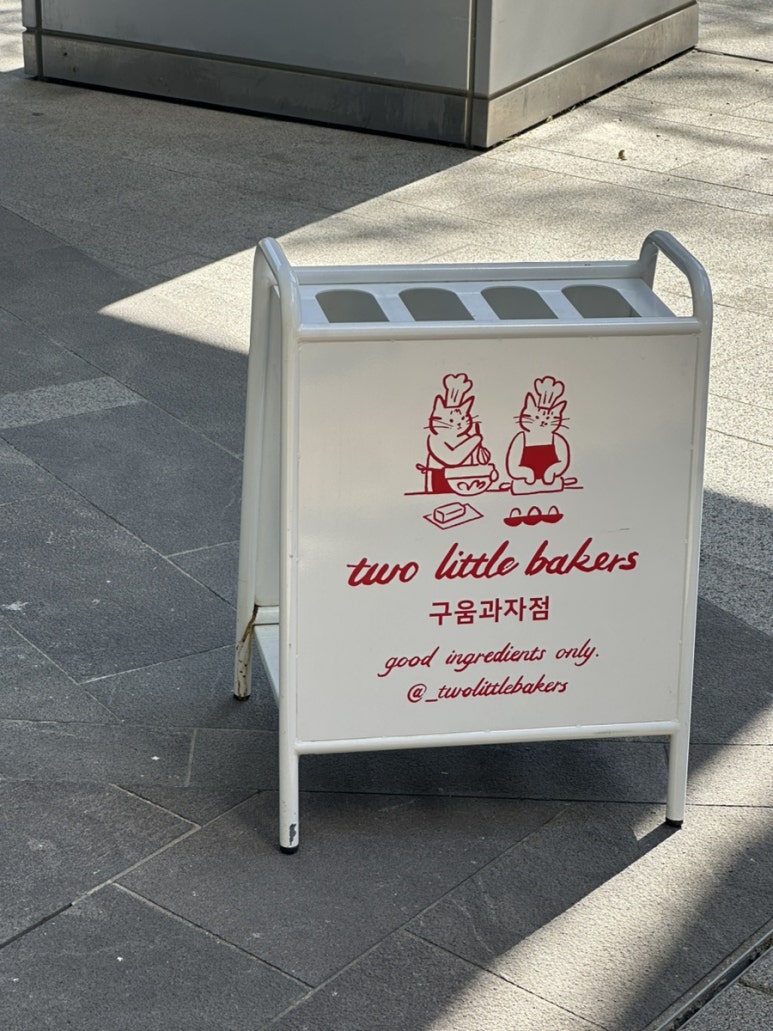 two little bakers
구움과자점
good ingredients only.
@_twolittlebakers